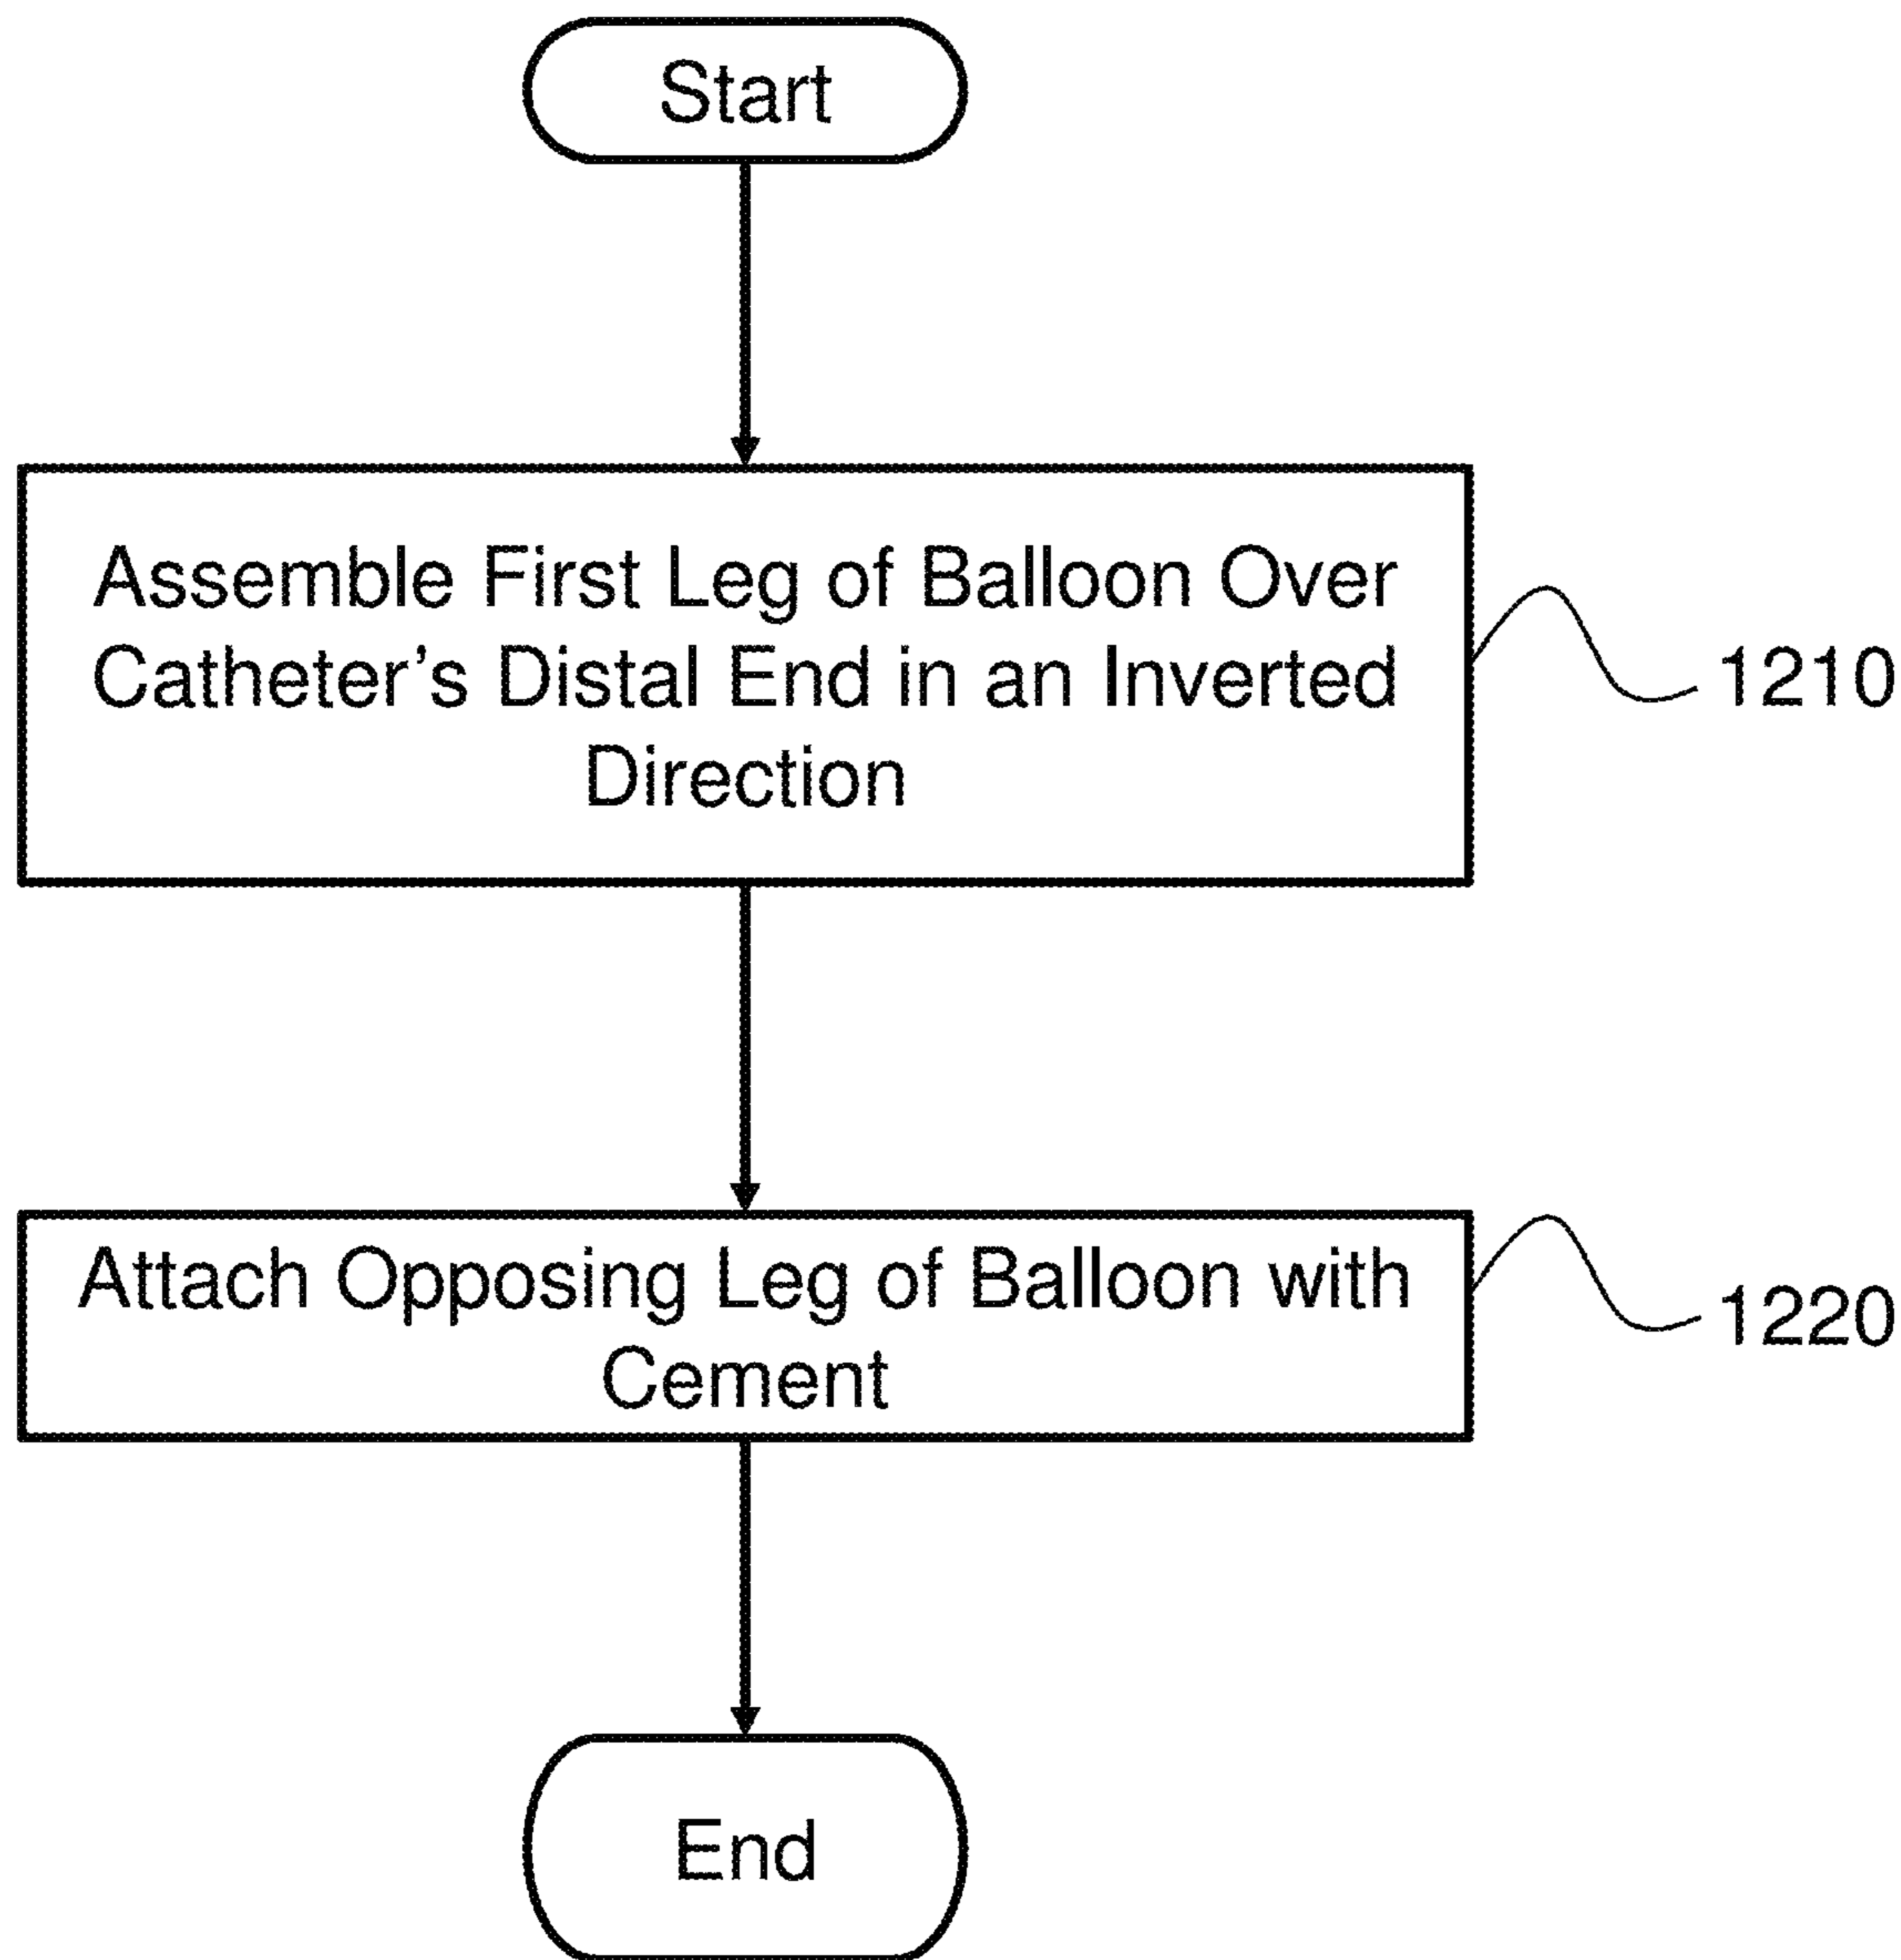 Start
Assemble First Leg of Balloon Over
Catheter's Distal End in an Inverted
Direction
1210
Attach Opposing Leg of Balloon with
Cement
1220
End